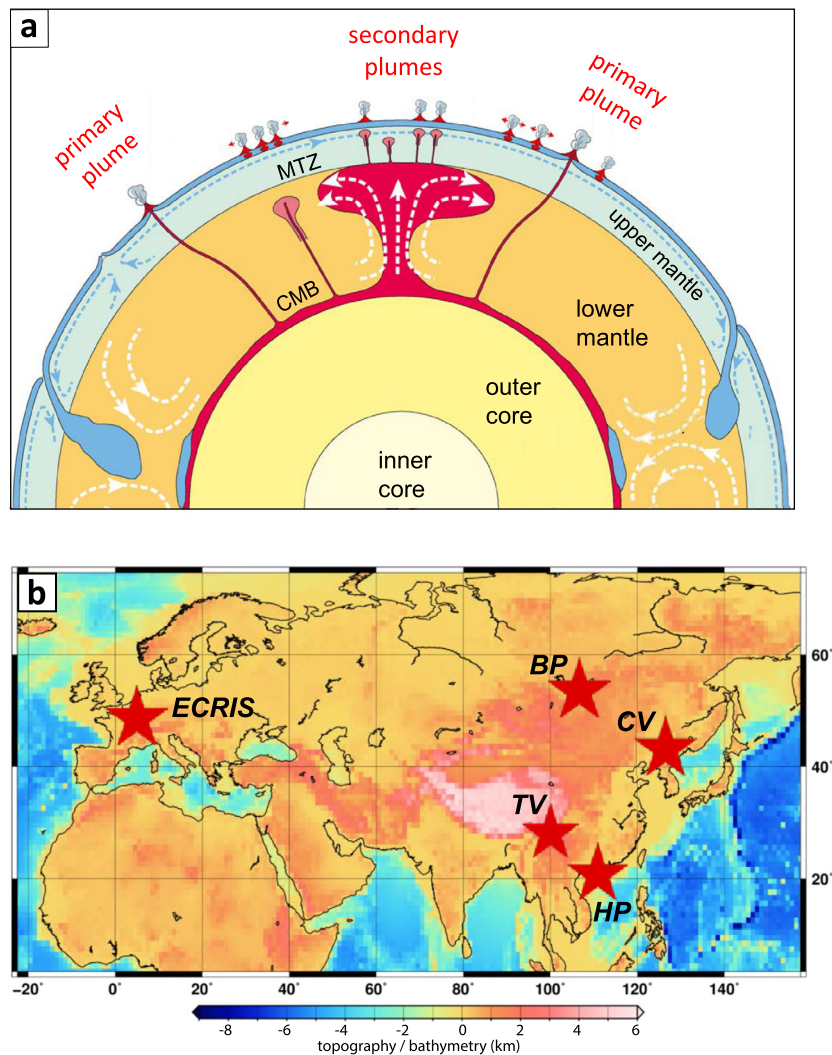 a
secondary
plumes
primary
plume
primary
plume
MTZ
upper mantle
CMB
lower
mantle
outer
core
inner
core
b
BP
ECRIS
CV
TV
HP
60°
40°
20°
-20° 0° 20° 40° 60° 80° 100° 120° 140°
-8 -6 -4 -2 0 2 4 6
topography / bathymetry (km)